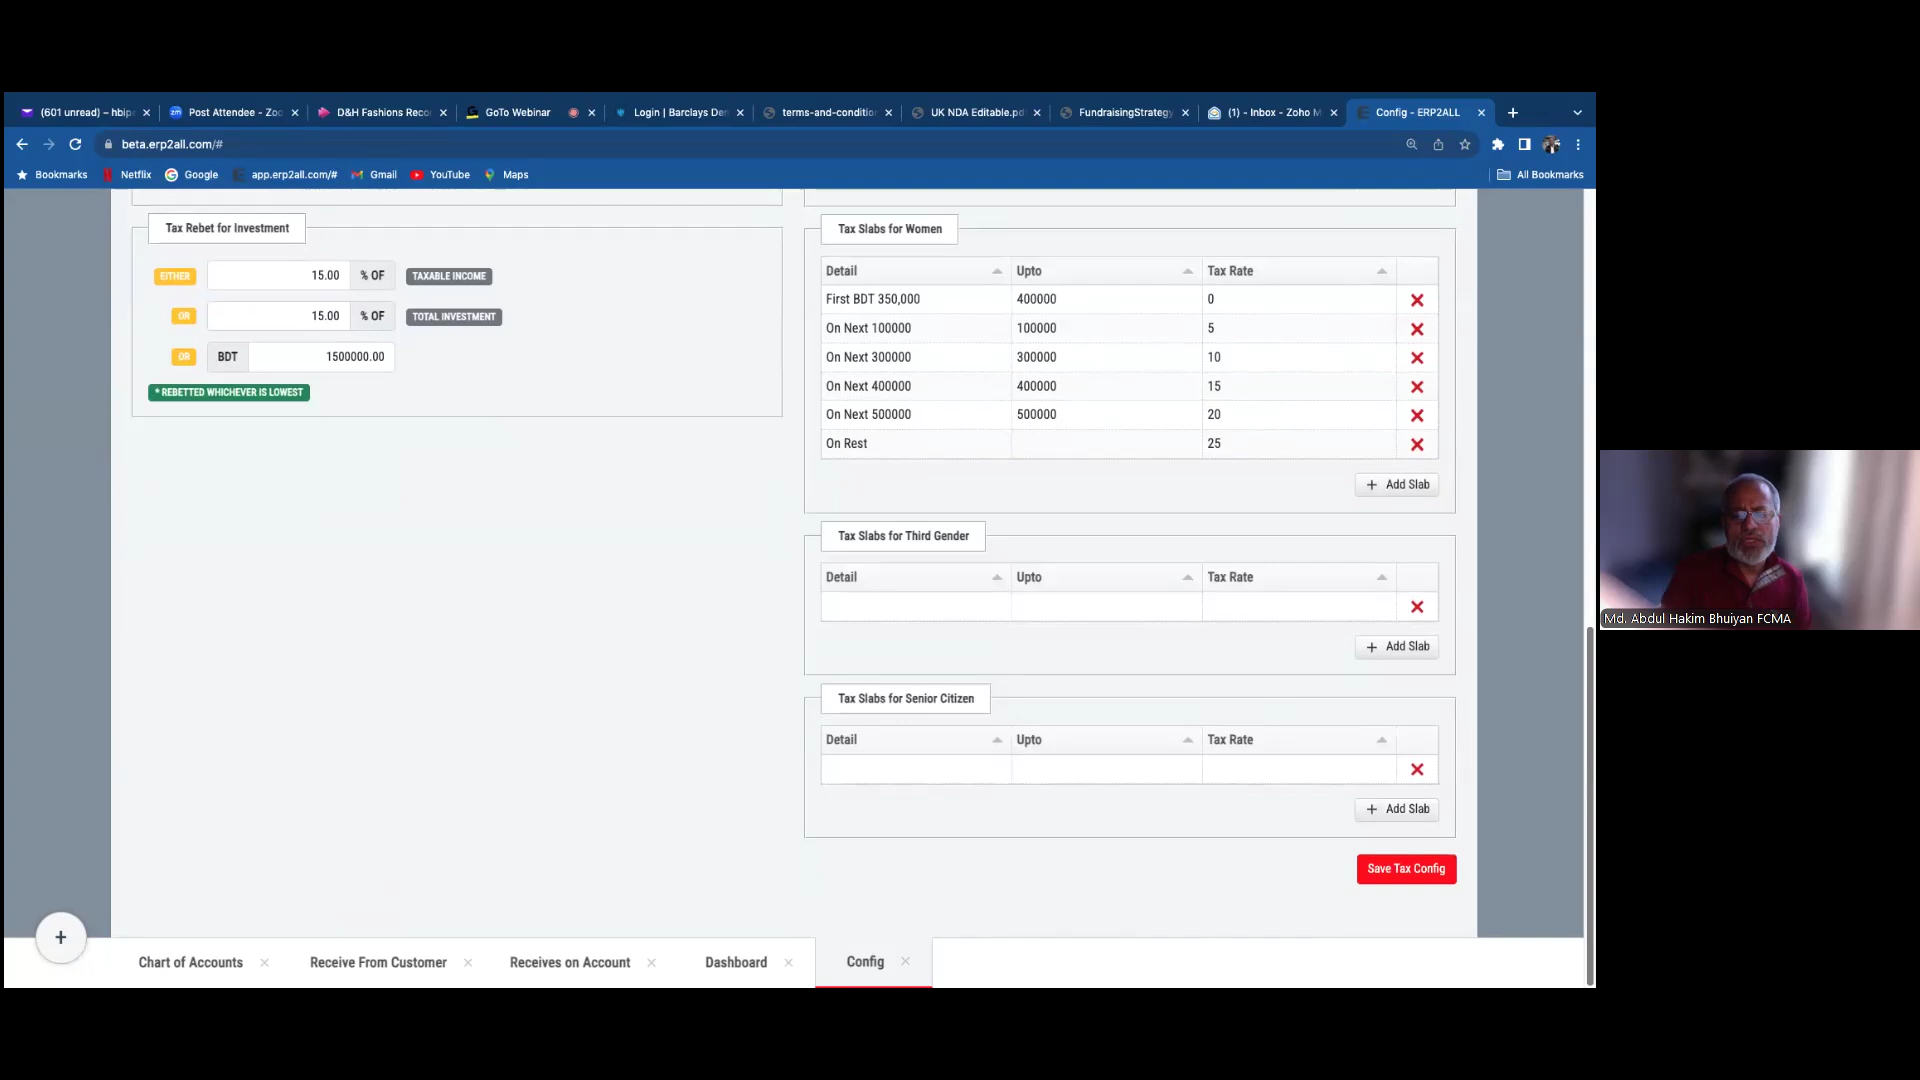 (601 unread) – hbipe
Post Attendee - Zoo
D&H Fashions Recor
GoTo Webinar
Login | Barclays Den
terms-and-condition
UK NDA Editable.pdf
FundraisingStrategy
(1) - Inbox - Zoho M
Config - ERP2ALL
beta.erp2all.com/#
Bookmarks
Netflix
Google
app.erp2all.com/#
Gmail
YouTube
Maps
All Bookmarks
Tax Rebet for Investment
EITHER 15.00 % OF TAXABLE INCOME
OR 15.00 % OF TOTAL INVESTMENT
OR BDT 1500000.00
* REBETTED WHICHEVER IS LOWEST
Tax Slabs for Women
Detail Upto Tax Rate
First BDT 350,000 400000 0
On Next 100000 100000 5
On Next 300000 300000 10
On Next 400000 400000 15
On Next 500000 500000 20
On Rest 25
+ Add Slab
Tax Slabs for Third Gender
Detail Upto Tax Rate
+ Add Slab
Tax Slabs for Senior Citizen
Detail Upto Tax Rate
+ Add Slab
Save Tax Config
Chart of Accounts
Receive From Customer
Receives on Account
Dashboard
Config
Md. Abdul Hakim Bhuiyan FCMA